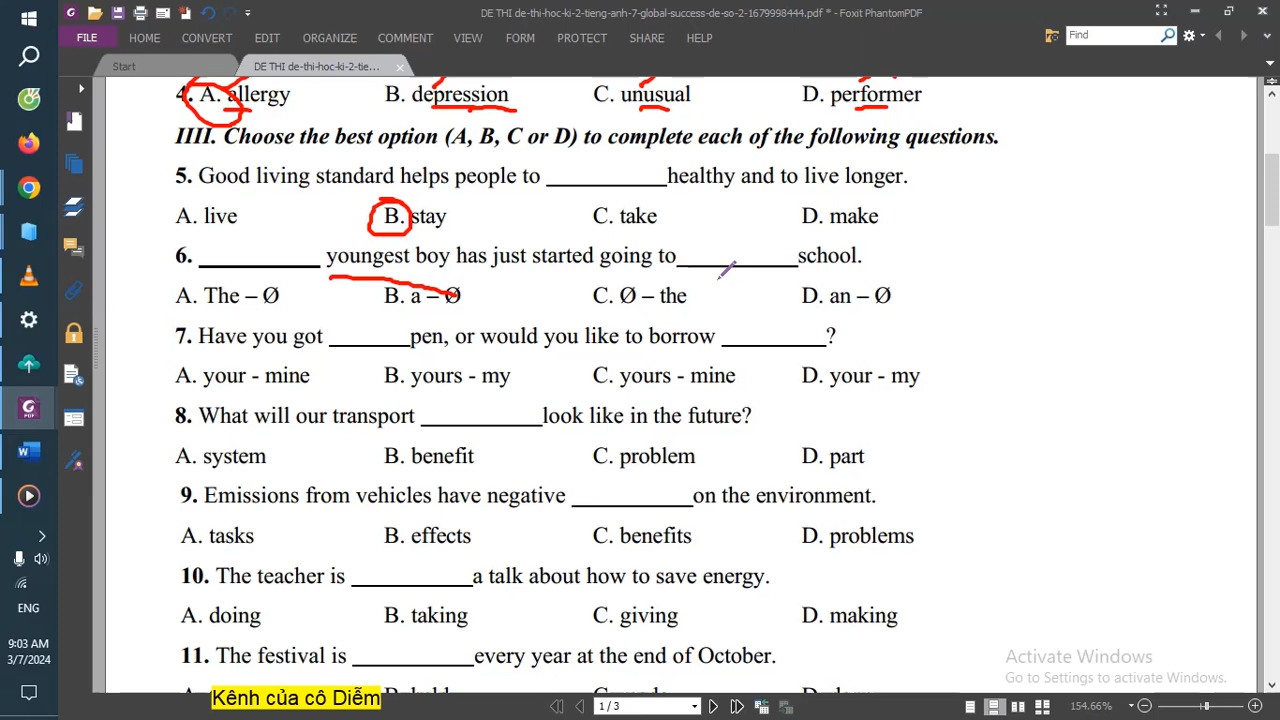 DE THI de-thi-hoc-ki-2-tieng-anh-7-global-success-de-so-2-1679998444.pdf * - Foxit PhantomPDF
FILE HOME CONVERT EDIT ORGANIZE COMMENT VIEW FORM PROTECT SHARE HELP Find
Start DE THI de-thi-hoc-ki-2-tie...
4. A. allergy B. depression C. unusual D. performer
IIII. Choose the best option (A, B, C or D) to complete each of the following questions.
5. Good living standard helps people to ___________healthy and to live longer.
A. live B. stay C. take D. make
6. ___________ youngest boy has just started going to___________school.
A. The – Ø B. a – Ø C. Ø – the D. an – Ø
7. Have you got ________pen, or would you like to borrow __________?
A. your - mine B. yours - my C. yours - mine D. your - my
8. What will our transport ___________look like in the future?
A. system B. benefit C. problem D. part
9. Emissions from vehicles have negative ___________on the environment.
A. tasks B. effects C. benefits D. problems
10. The teacher is ___________a talk about how to save energy.
A. doing B. taking C. giving D. making
11. The festival is ___________every year at the end of October.
Activate Windows
Go to Settings to activate Windows.
Kênh của cô Diễm
1 / 3
154.66%
ENG
9:03 AM
3/7/2024